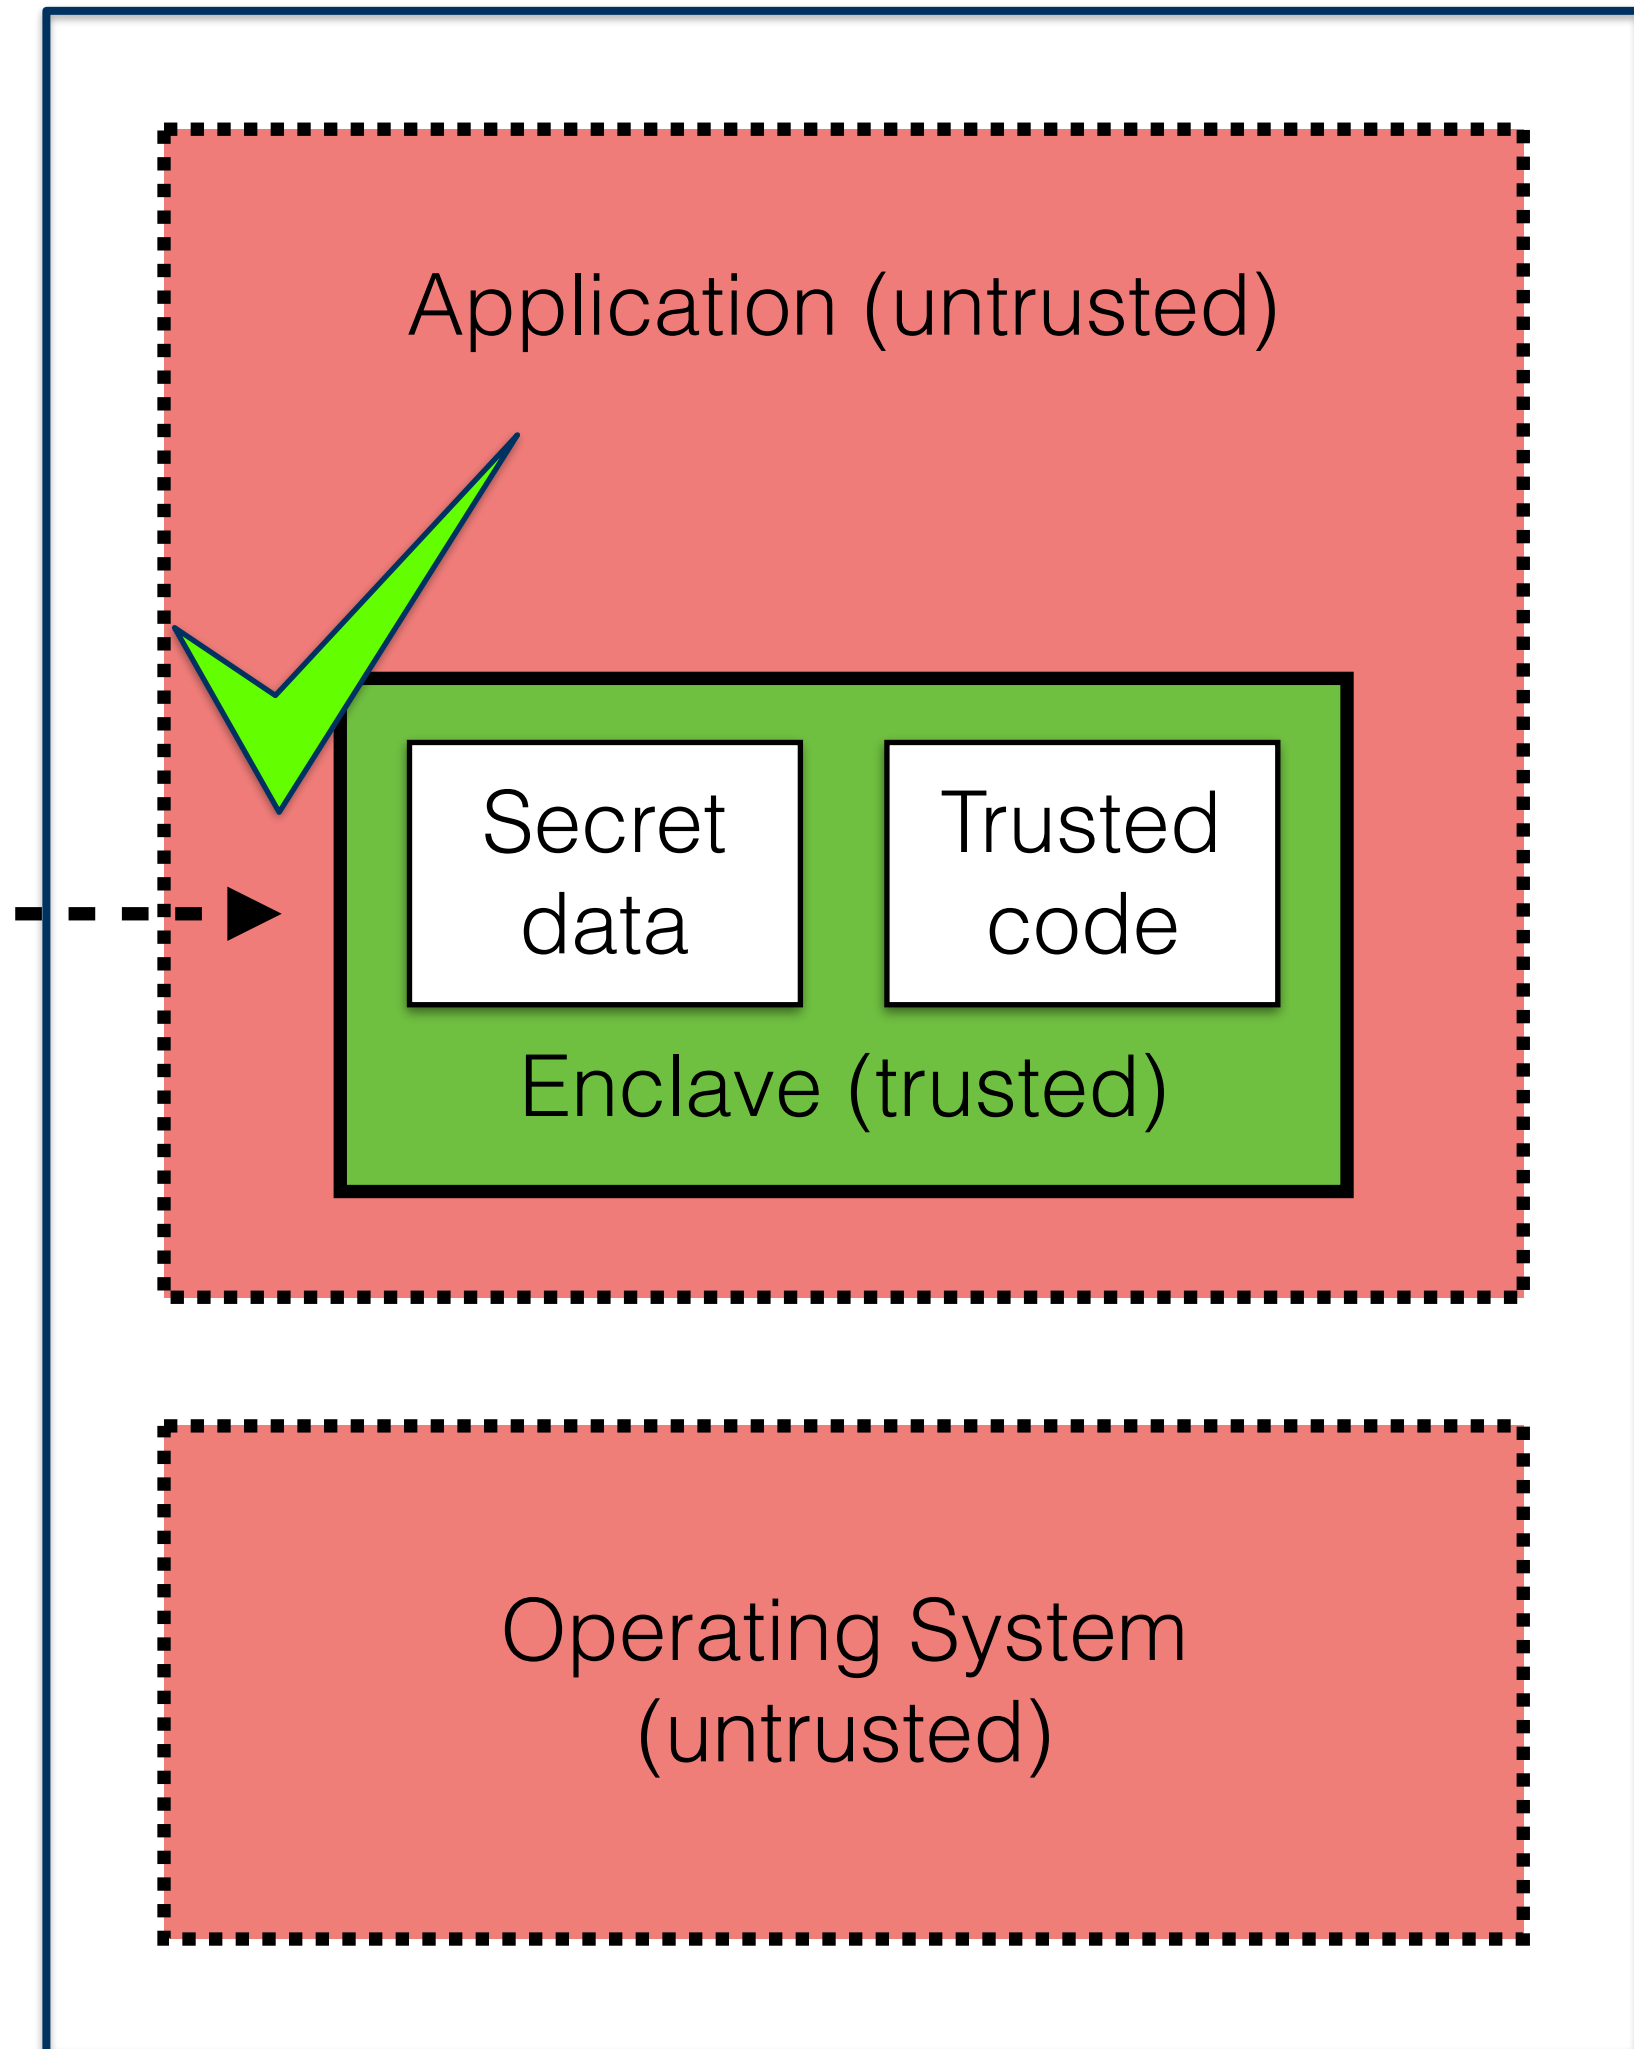 Application (untrusted)
Secret
data
Trusted
code
Enclave (trusted)
Operating System
(untrusted)